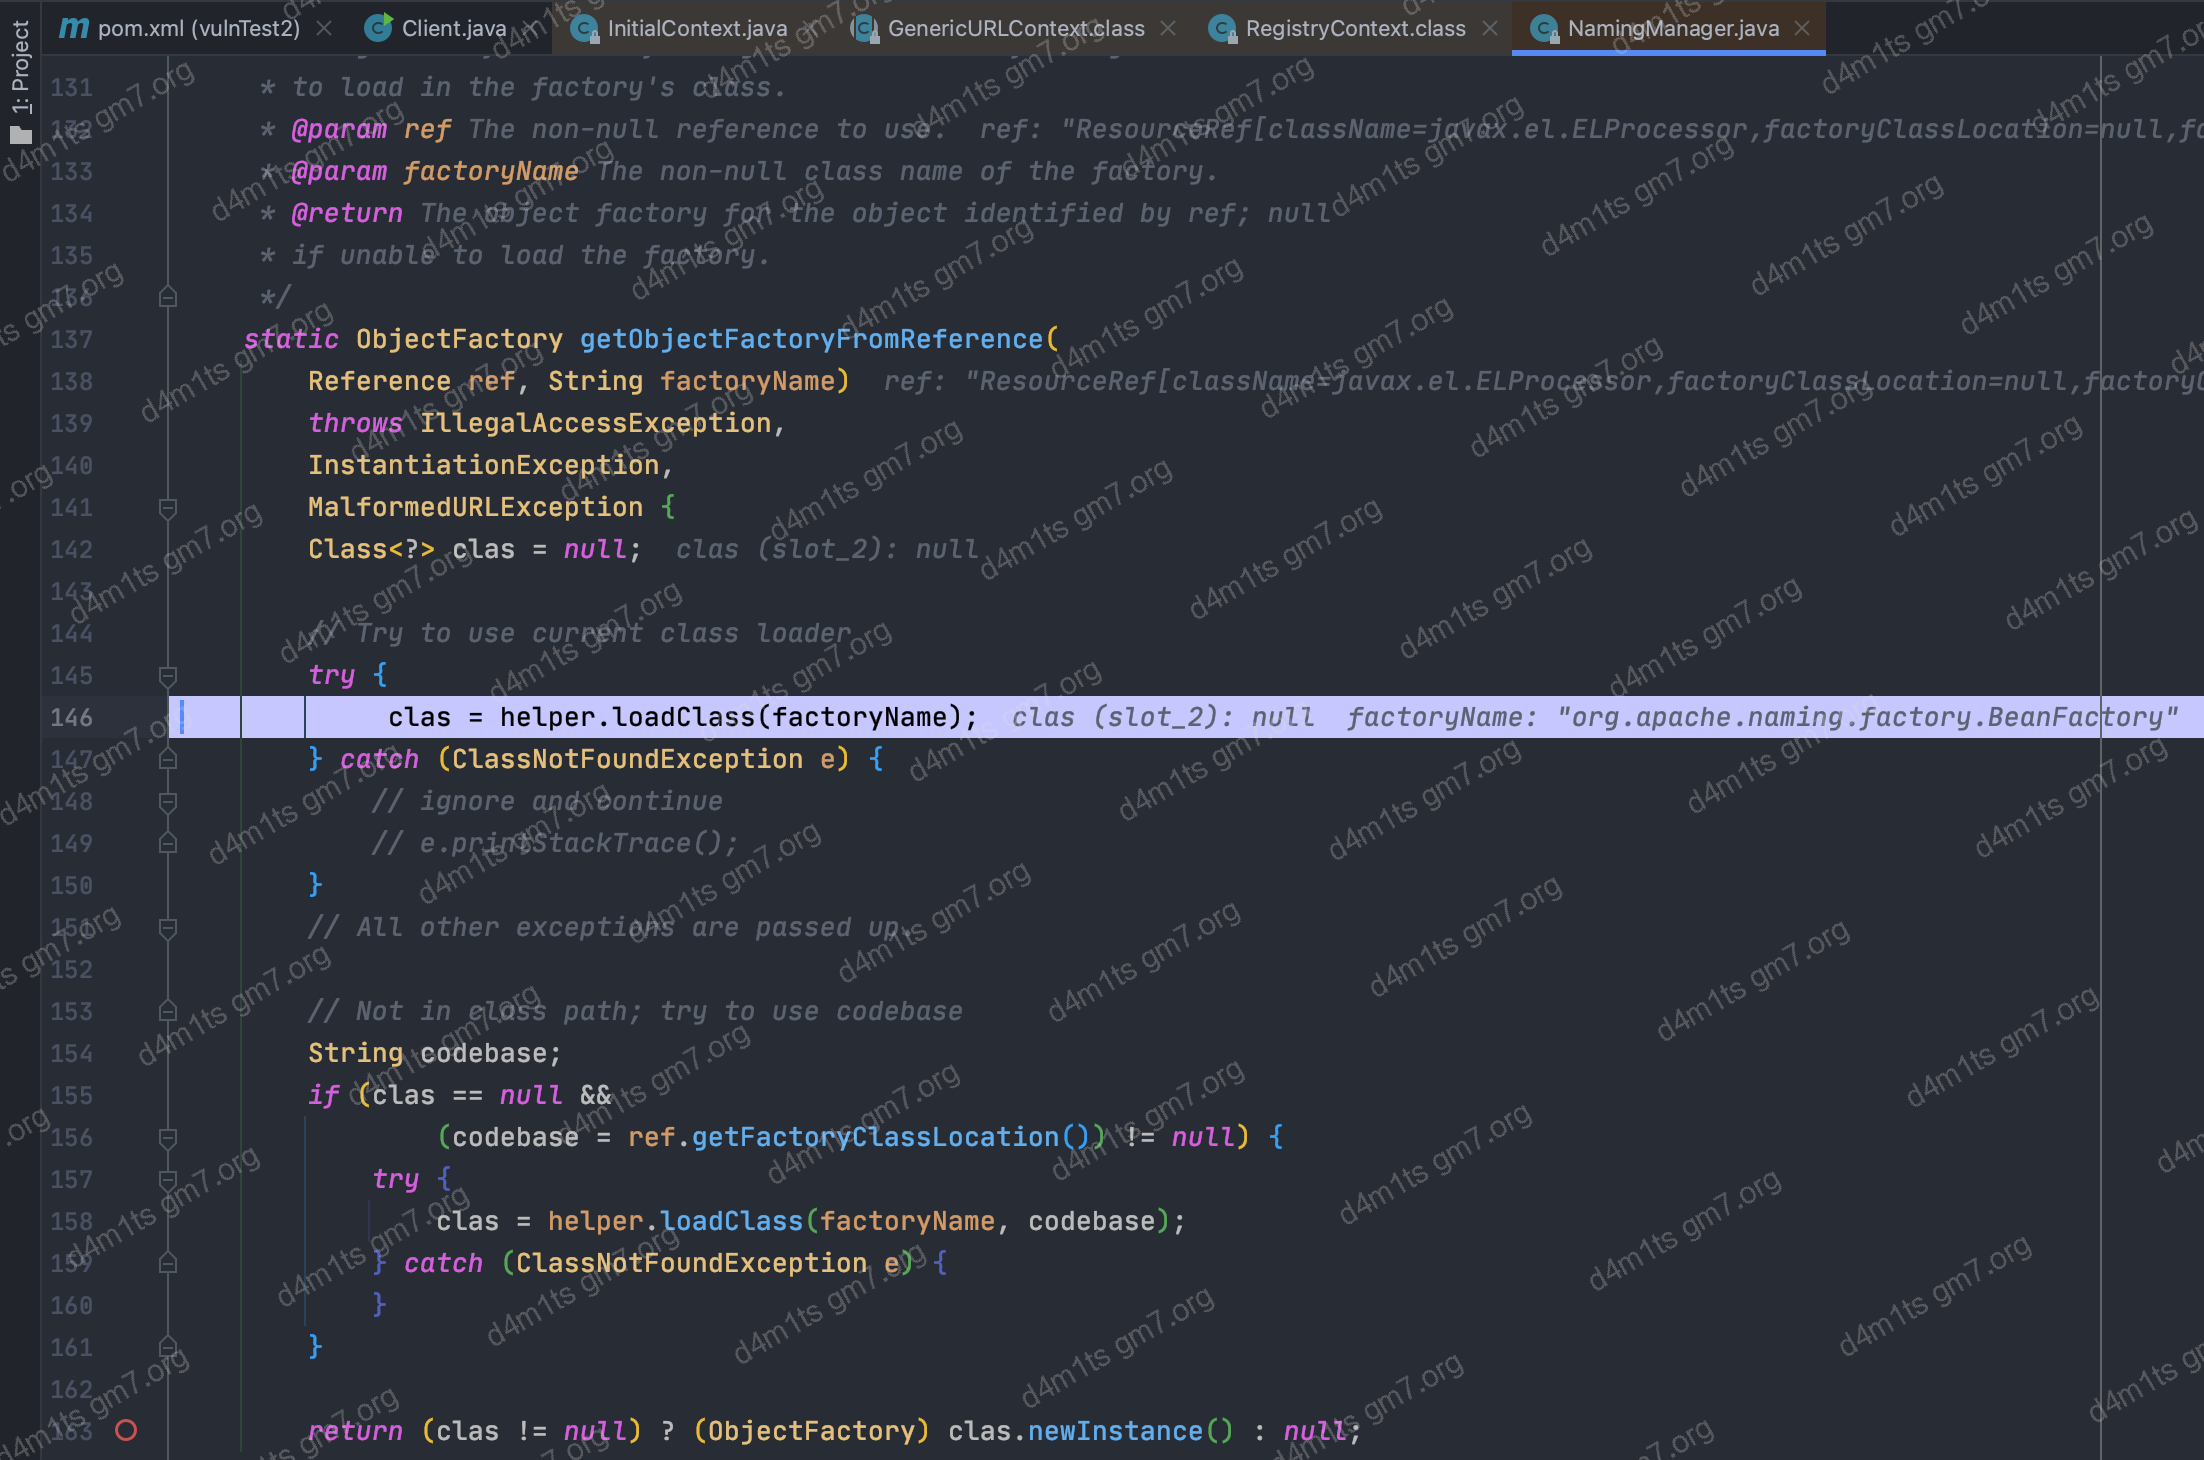 pom.xml (vulnTest2) Client.java InitialContext.java GenericURLContext.class RegistryContext.class NamingManager.java
1: Project
131 * to load in the factory's class.
132 * @param ref The non-null reference to use. ref: "ResourceRef[className=javax.el.ELProcessor,factoryClassLocation=null,fa
133 * @param factoryName The non-null class name of the factory.
134 * @return The object factory for the object identified by ref; null
135 * if unable to load the factory.
136 */
137 static ObjectFactory getObjectFactoryFromReference(
138 Reference ref, String factoryName) ref: "ResourceRef[className=javax.el.ELProcessor,factoryClassLocation=null,factoryC
139 throws IllegalAccessException,
140 InstantiationException,
141 MalformedURLException {
142 Class<?> clas = null; clas (slot_2): null
143
144 // Try to use current class loader
145 try {
146 clas = helper.loadClass(factoryName); clas (slot_2): null factoryName: "org.apache.naming.factory.BeanFactory"
147 } catch (ClassNotFoundException e) {
148 // ignore and continue
149 // e.printStackTrace();
150 }
151 // All other exceptions are passed up.
152
153 // Not in class path; try to use codebase
154 String codebase;
155 if (clas == null &&
156 (codebase = ref.getFactoryClassLocation()) != null) {
157 try {
158 clas = helper.loadClass(factoryName, codebase);
159 } catch (ClassNotFoundException e) {
160 }
161 }
162
163 return (clas != null) ? (ObjectFactory) clas.newInstance() : null;
d4m1ts gm7.org